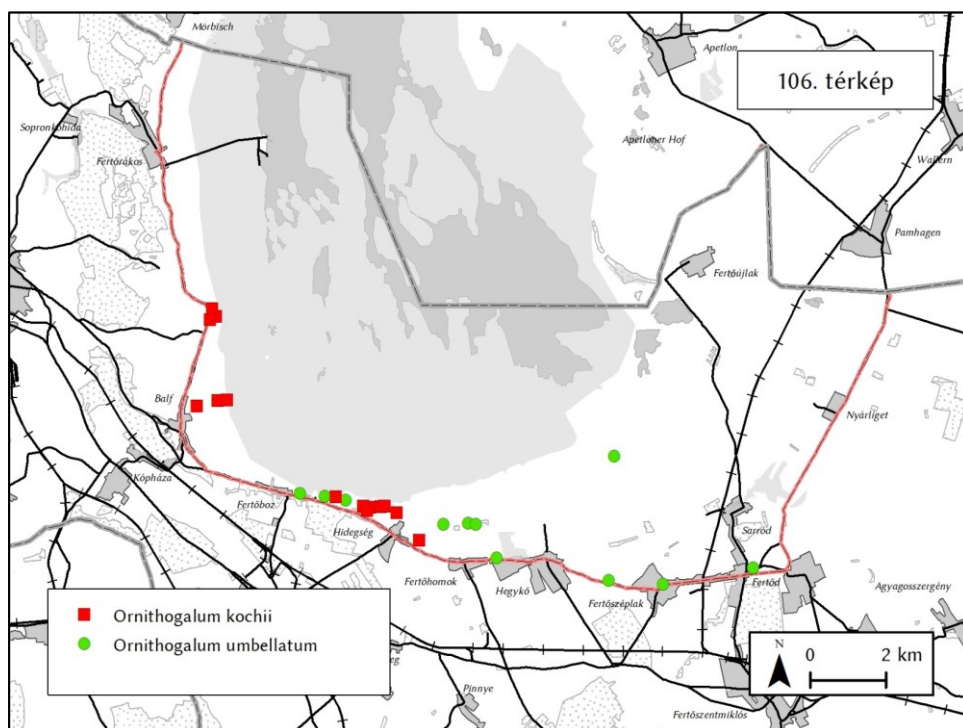 Mörbisch
Apetlon
106. térkép
Sopronkőhida
Fertőrákos
Apetloner Hof
Wallern
Pamhagen
Fertőújlak
Balf
Nyárliget
Kópháza
Fertőboz
Hidegség
Sarród
Fertőhomok
Hegykő
Fertőszéplak
Fertőd
Agyagosszergény
Ornithogalum kochii
Ornithogalum umbellatum
N
0 2 km
Pinnye
Fertőszentmiklós